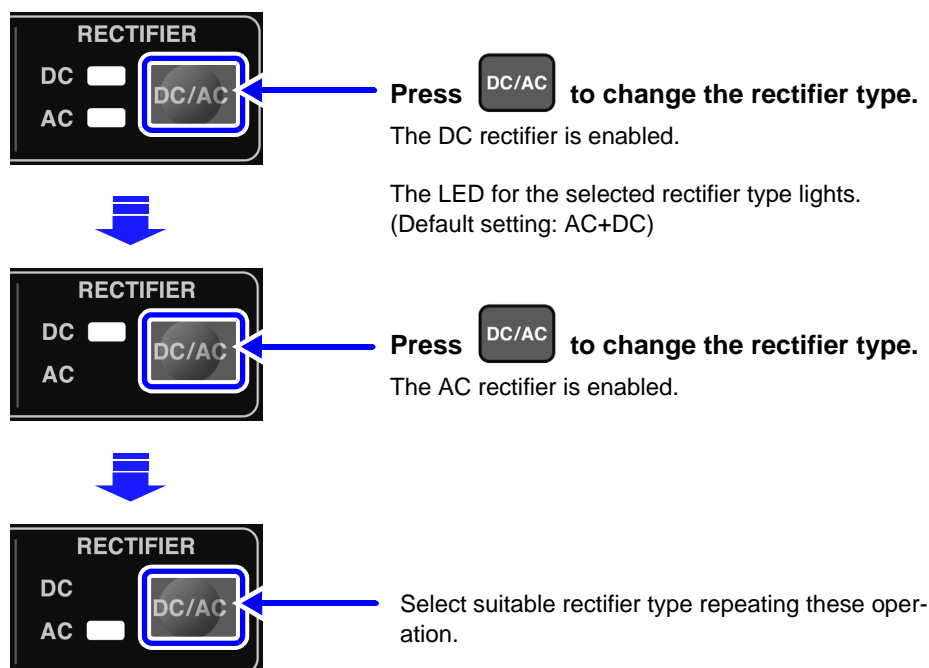 RECTIFIER
DC
AC
DC/AC
Press DC/AC to change the rectifier type.
The DC rectifier is enabled.
The LED for the selected rectifier type lights.
(Default setting: AC+DC)
RECTIFIER
DC
AC
DC/AC
Press DC/AC to change the rectifier type.
The AC rectifier is enabled.
RECTIFIER
DC
AC
DC/AC
Select suitable rectifier type repeating these oper-
ation.